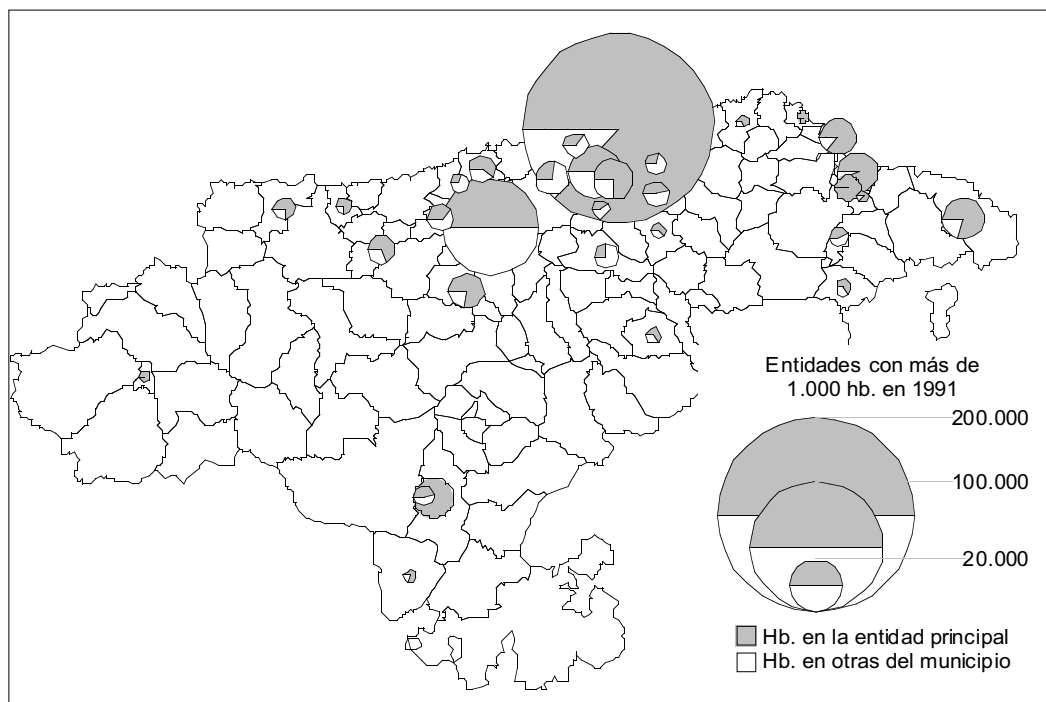 Entidades con más de
1.000 hb. en 1991
200.000
100.000
20.000
Hb. en la entidad principal
Hb. en otras del municipio